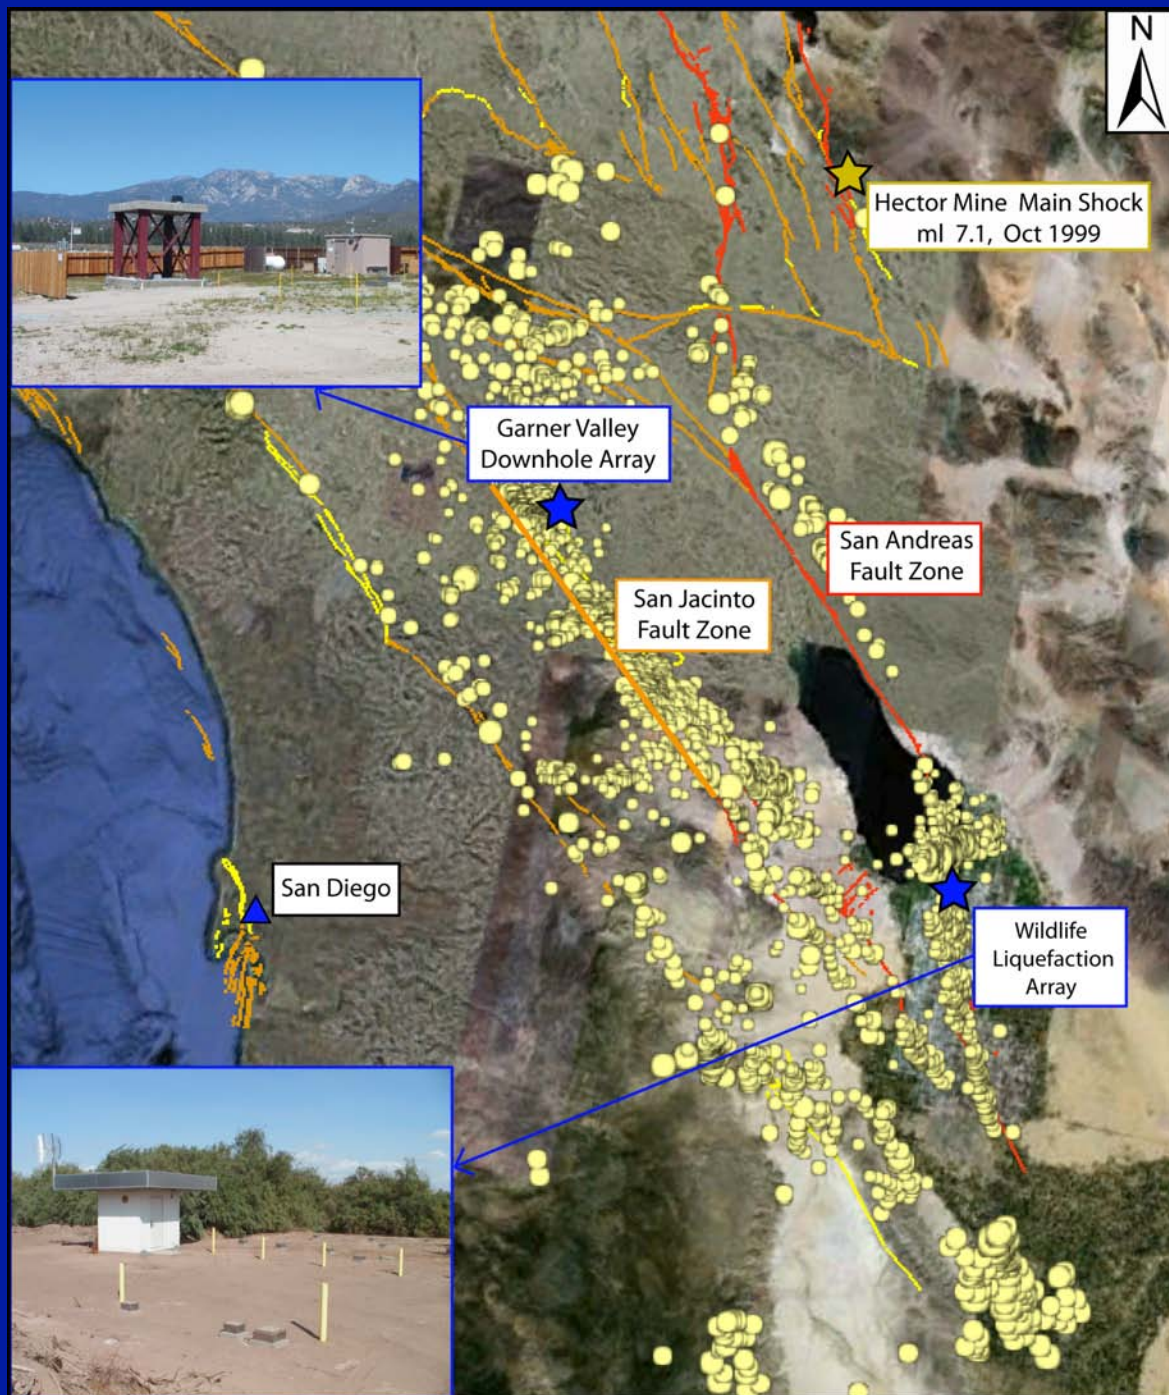 N
Hector Mine Main Shock
ml 7.1, Oct 1999
Garner Valley
Downhole Array
San Andreas
Fault Zone
San Jacinto
Fault Zone
San Diego
Wildlife
Liquefaction
Array